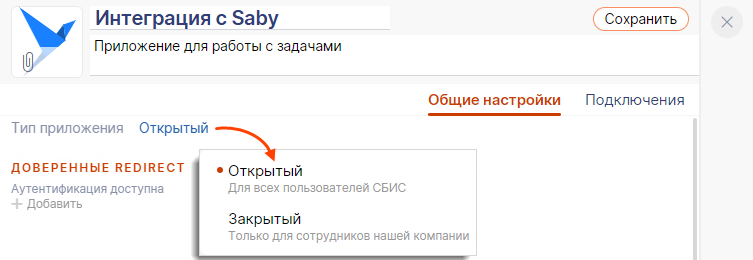 Интеграция с Saby
Сохранить
Приложение для работы с задачами
Общие настройки
Подключения
Тип приложения Открытый
ДОВЕРЕННЫЕ REDIRECT
Аутентификация доступна
Добавить
Открытый
Для всех пользователей СБИС
Закрытый
Только для сотрудников нашей компании